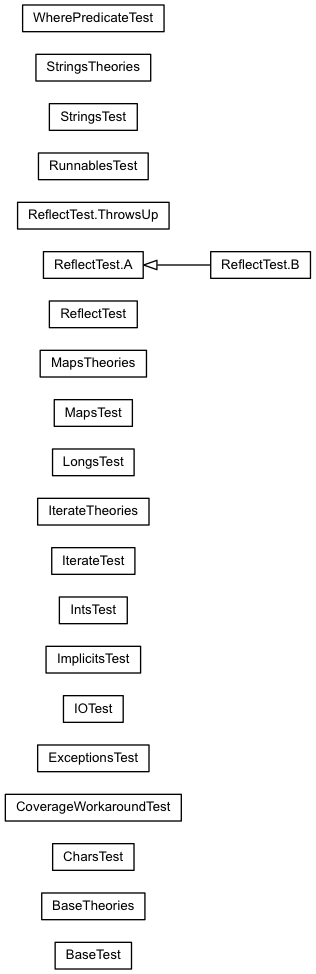 WherePredicateTest
StringsTheories
StringsTest
RunnablesTest
ReflectTest.ThrowsUp
ReflectTest.A
ReflectTest.B
ReflectTest
MapsTheories
MapsTest
LongsTest
IterateTheories
IterateTest
IntsTest
ImplicitsTest
IOTest
ExceptionsTest
CoverageWorkaroundTest
CharsTest
BaseTheories
BaseTest